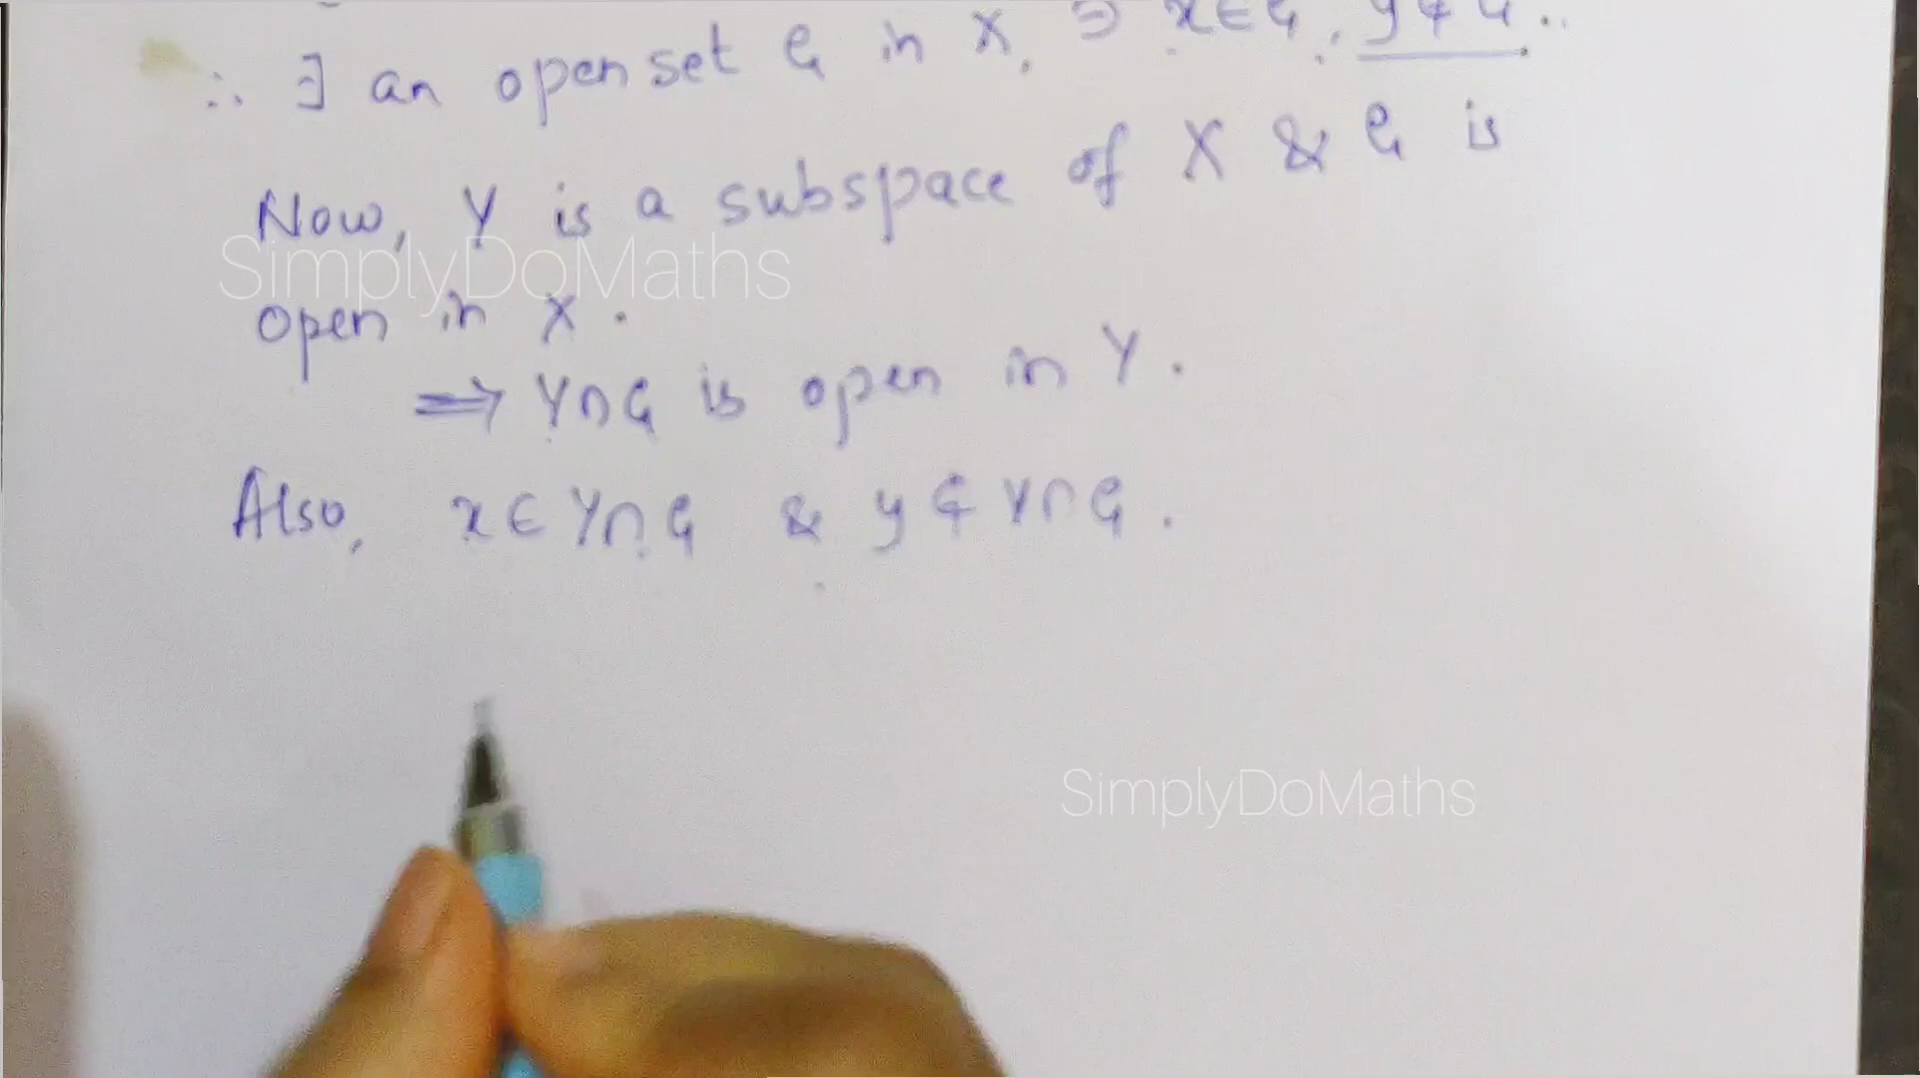 ∴ ∃ an open set G in X, ∋ x∈G, y∉G.
Now, Y is a subspace of X & G is
SimplyDoMaths
open in X.
⟹ Y∩G is open in Y.
Also, x∈Y∩G & y∉Y∩G.
SimplyDoMaths